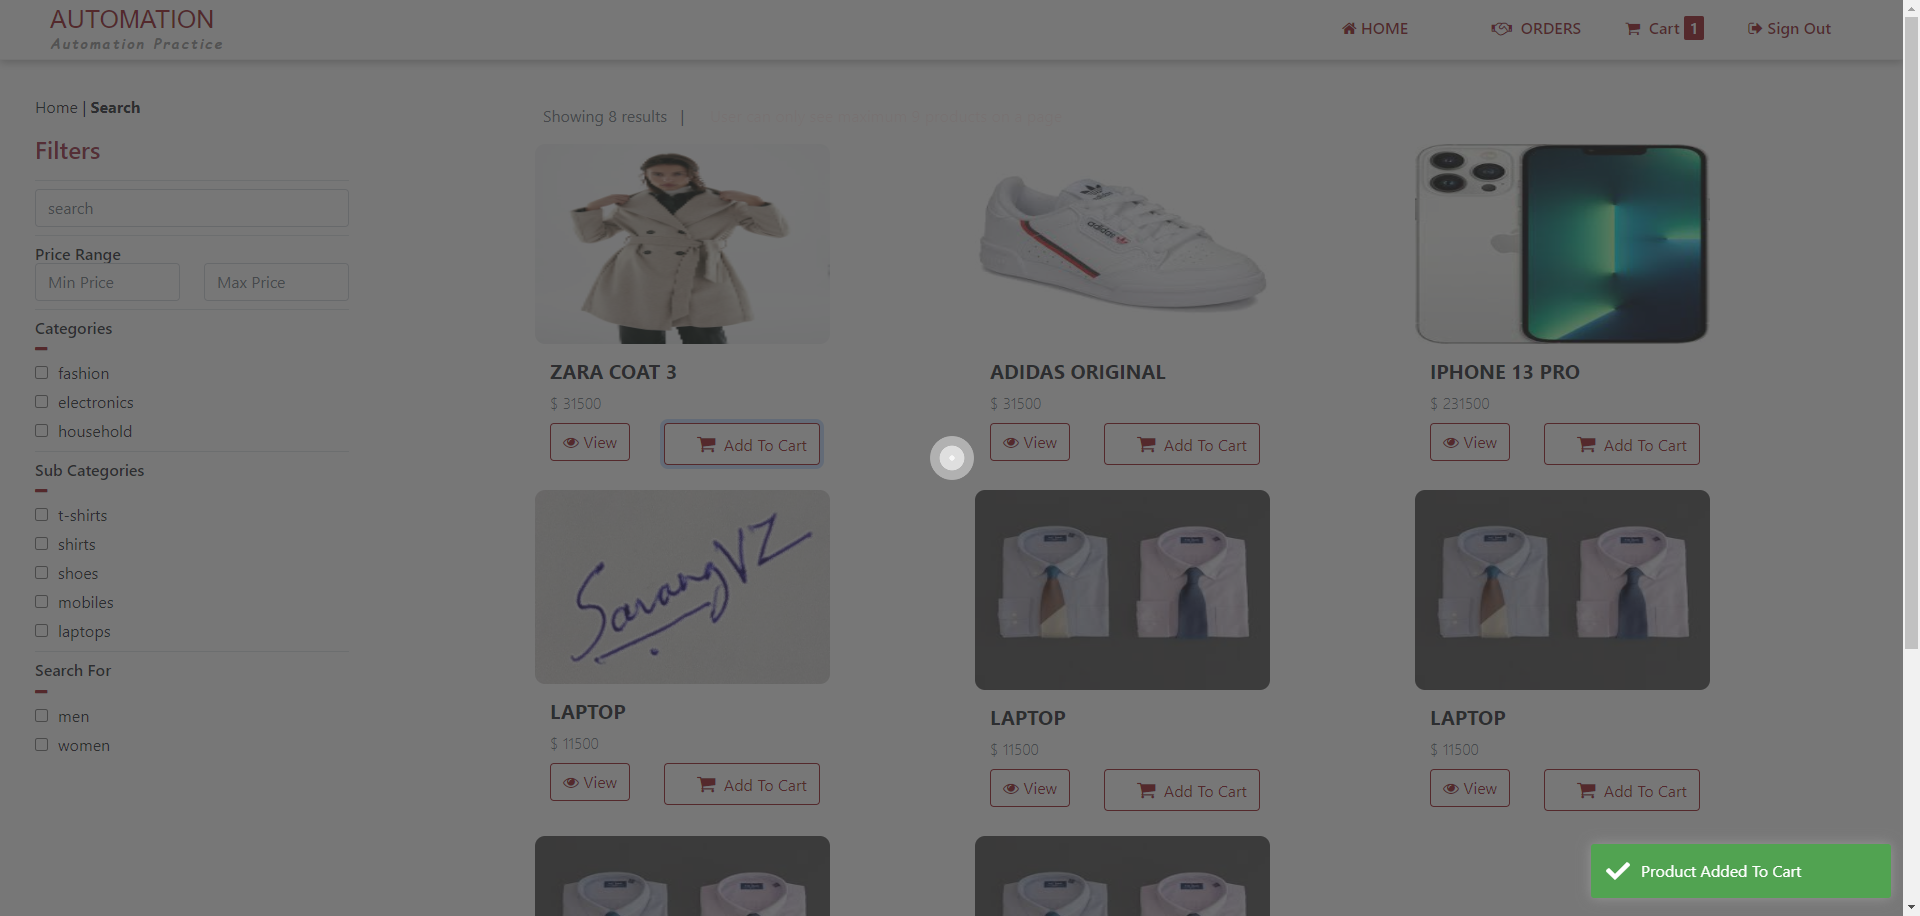 AUTOMATION
Automation Practice
HOME
ORDERS
Cart 1
Sign Out
Home | Search
Filters
search
Price Range
Min Price
Max Price
Categories
fashion
electronics
household
Sub Categories
t-shirts
shirts
shoes
mobiles
laptops
Search For
men
women
Showing 8 results |
adidas
ZARA COAT 3
$ 31500
View
Add To Cart
ADIDAS ORIGINAL
$ 31500
View
Add To Cart
IPHONE 13 PRO
$ 231500
View
Add To Cart
SarangVZ
LAPTOP
$ 11500
View
Add To Cart
LAPTOP
$ 11500
View
Add To Cart
LAPTOP
$ 11500
View
Add To Cart
Product Added To Cart